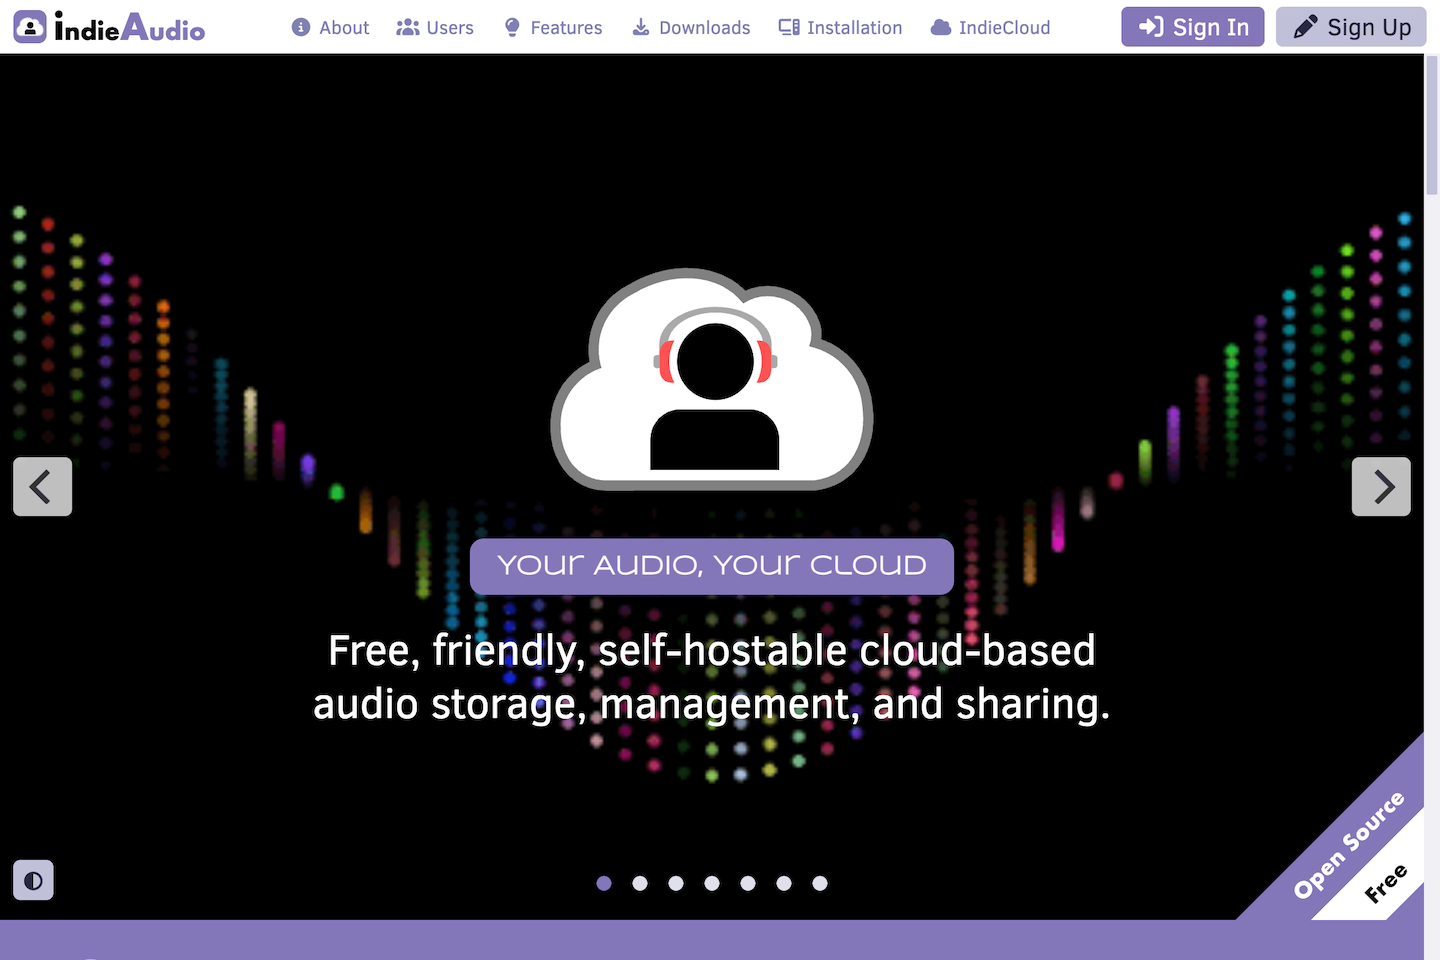 IndieAudio
About
Users
Features
Downloads
Installation
IndieCloud
Sign In
Sign Up
Your Audio, Your Cloud
Free, friendly, self-hostable cloud-based
audio storage, management, and sharing.
Open Source
Free